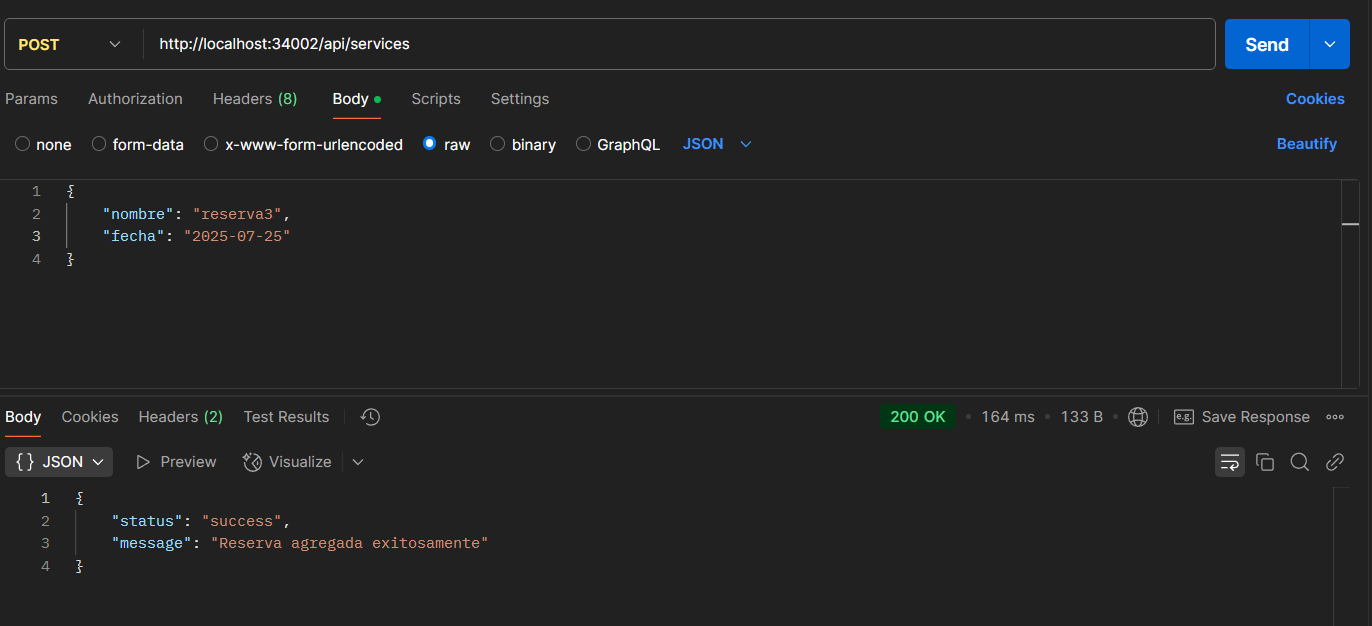 POST http://localhost:34002/api/services Send
Params Authorization Headers (8) Body Scripts Settings Cookies
none form-data x-www-form-urlencoded raw binary GraphQL JSON Beautify
1 {
2 "nombre": "reserva3",
3 "fecha": "2025-07-25"
4 }
Body Cookies Headers (2) Test Results 200 OK • 164 ms • 133 B • e.g. Save Response
{} JSON Preview Visualize
1 {
2 "status": "success",
3 "message": "Reserva agregada exitosamente"
4 }